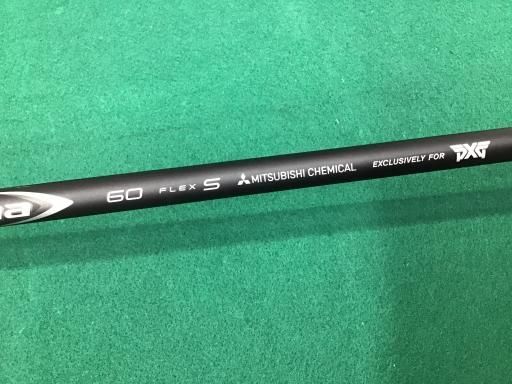 60 FLEX S MITSUBISHI CHEMICAL EXCLUSIVELY FOR PXG